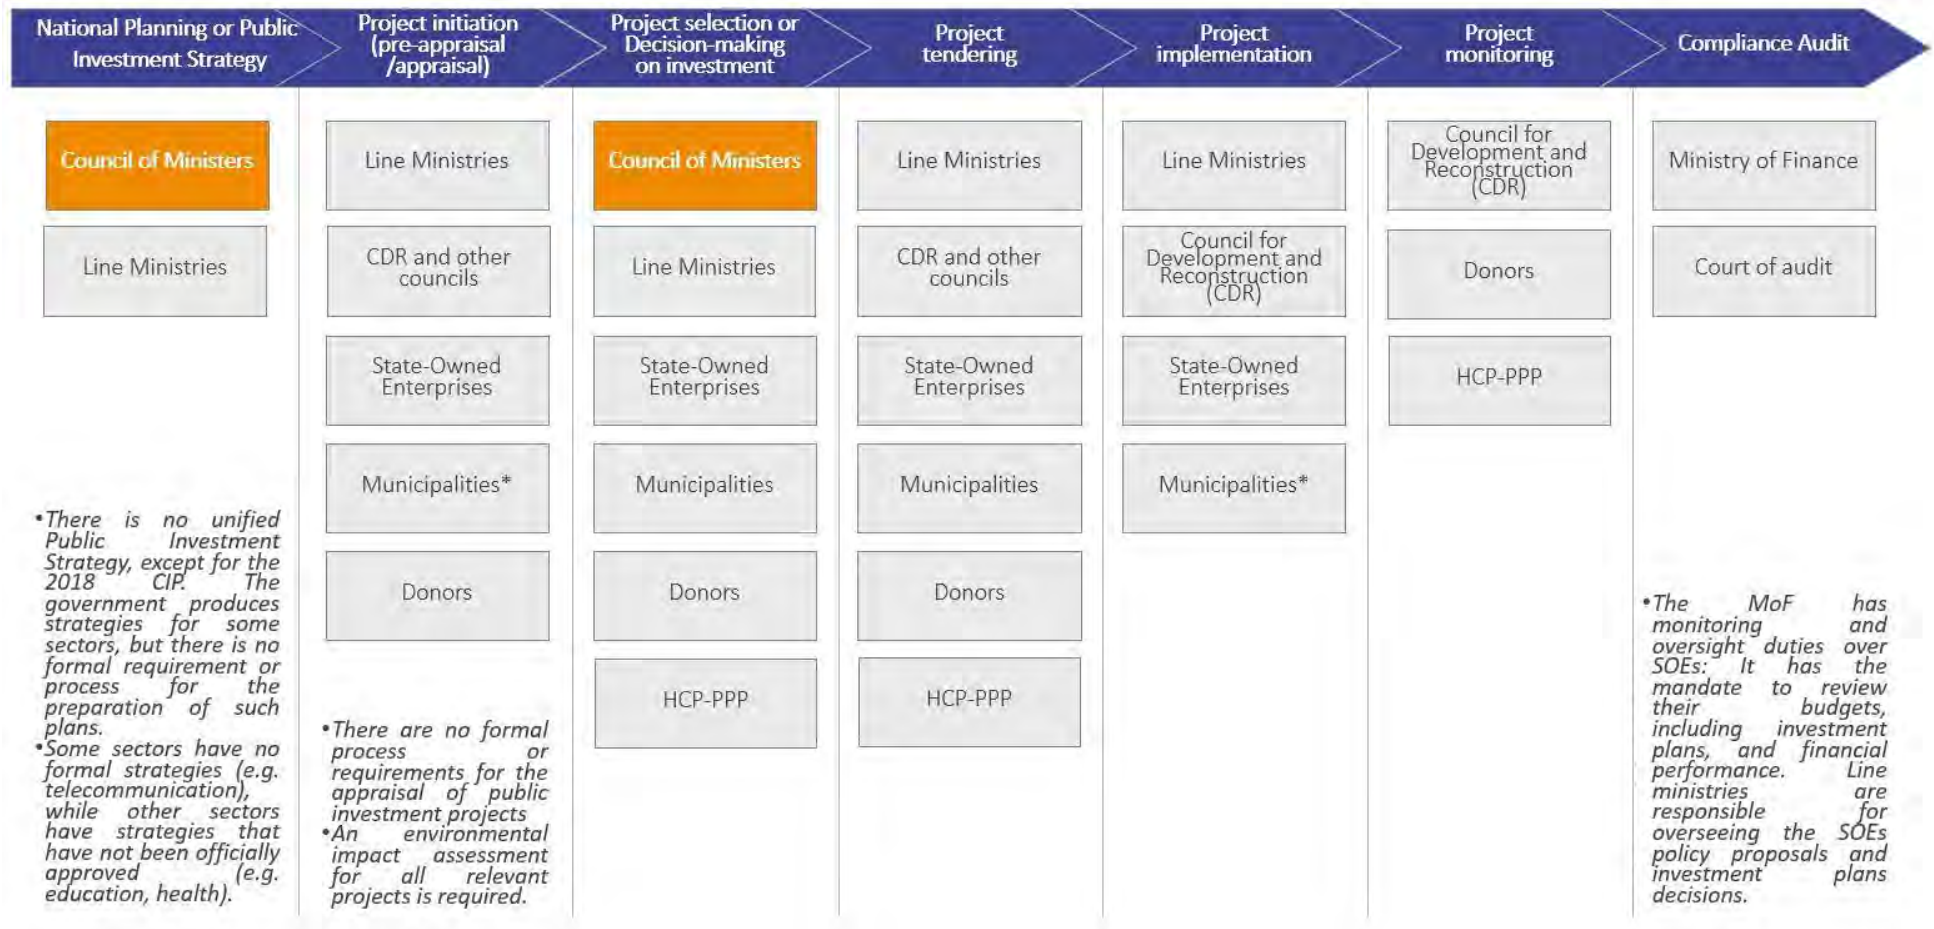 National Planning or Public
Investment Strategy
Project initiation
(pre-appraisal
/appraisal)
Project selection or
Decision-making
on investment
Project
tendering
Project
implementation
Project
monitoring
Compliance Audit
Council of Ministers
Line Ministries
•There is no unified
Public Investment
Strategy, except for the
2018 CIP. The
government produces
strategies for some
sectors, but there is no
formal requirement or
process for the
preparation of such
plans.
•Some sectors have no
formal strategies (e.g.
telecommunication),
while other sectors
have strategies that
have not been officially
approved (e.g.
education, health).
Line Ministries
CDR and other
councils
State-Owned
Enterprises
Municipalities*
Donors
•There are no formal
process or
requirements for the
appraisal of public
investment projects
•An environmental
impact assessment
for all relevant
projects is required.
Council of Ministers
Line Ministries
State-Owned
Enterprises
Municipalities
Donors
HCP-PPP
Line Ministries
CDR and other
councils
State-Owned
Enterprises
Municipalities
Donors
HCP-PPP
Line Ministries
Council for
Development and
Reconstruction
(CDR)
State-Owned
Enterprises
Municipalities*
Council for
Development and
Reconstruction
(CDR)
Donors
HCP-PPP
Ministry of Finance
Court of audit
•The MoF has
monitoring and
oversight duties over
SOEs: It has the
mandate to review
their budgets,
including investment
plans, and financial
performance. Line
ministries are
responsible for
overseeing the SOEs
policy proposals and
investment plans
decisions.